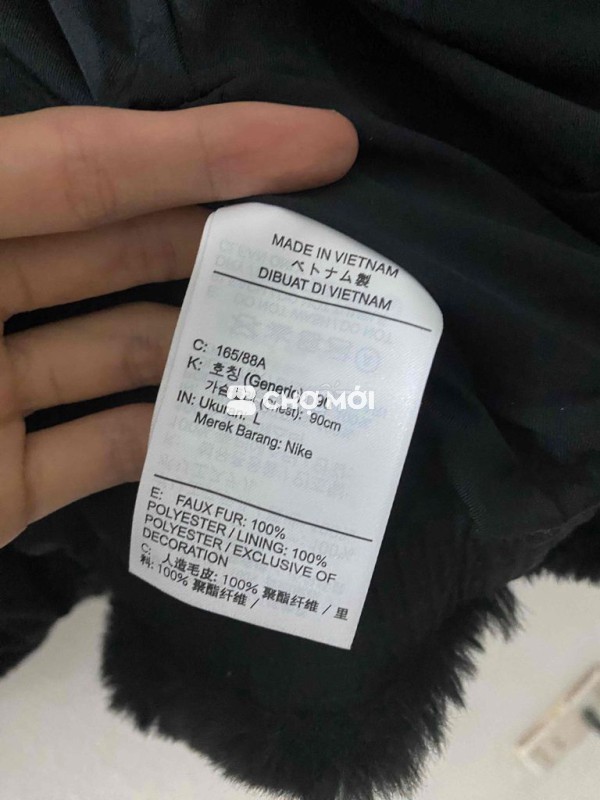 MADE IN VIETNAM
ベトナム製
DIBUAT DI VIETNAM
C: 165/88A
K: 호칭 (Generic)
가슴 90cm
IN: L
Merek Barang: Nike
CHỢ MỚI
E: FAUX FUR: 100%
POLYESTER / LINING: 100%
POLYESTER / EXCLUSIVE OF
DECORATION
C: 人造毛皮: 100% 聚酯纤维 / 里
料: 100% 聚酯纤维 /